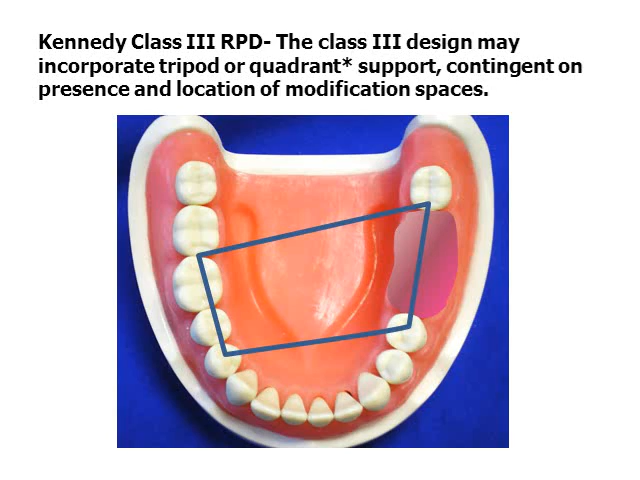 Kennedy Class III RPD- The class III design may
incorporate tripod or quadrant* support, contingent on
presence and location of modification spaces.